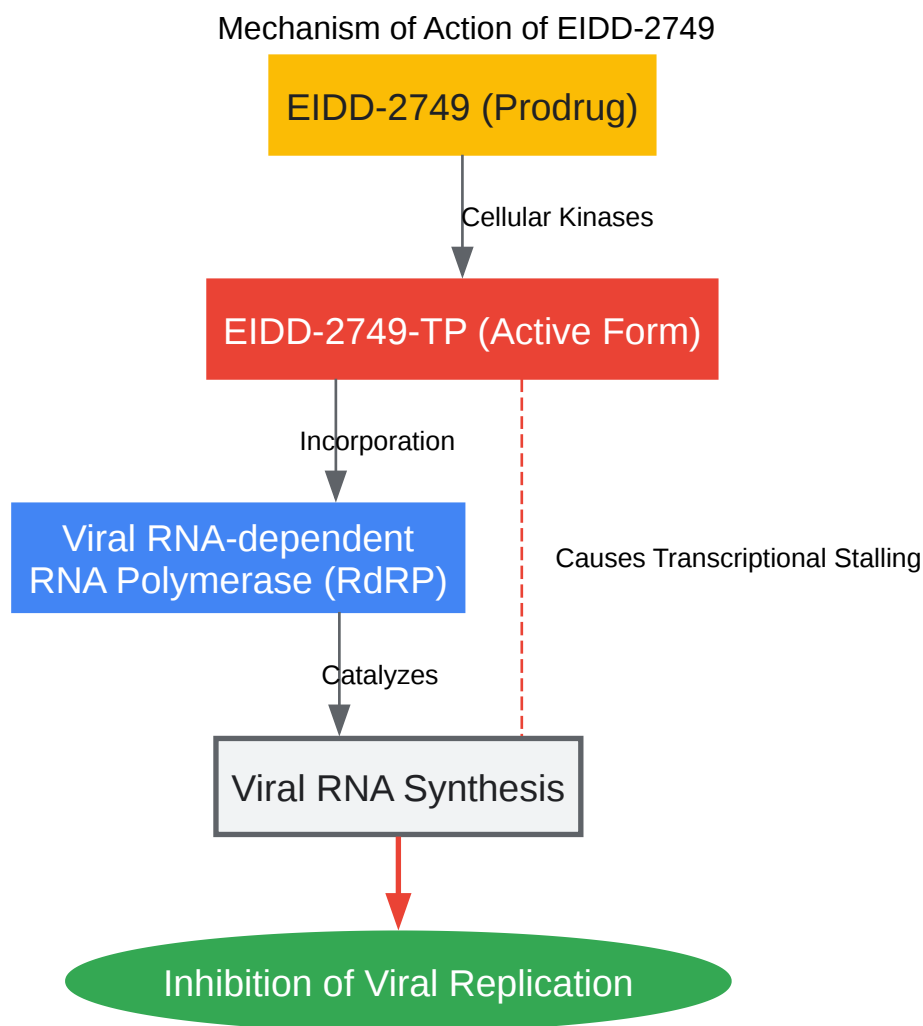 Mechanism of Action of EIDD-2749
EIDD-2749 (Prodrug)
Cellular Kinases
EIDD-2749-TP (Active Form)
Incorporation
Viral RNA-dependent
RNA Polymerase (RdRP)
Causes Transcriptional Stalling
Catalyzes
Viral RNA Synthesis
Inhibition of Viral Replication